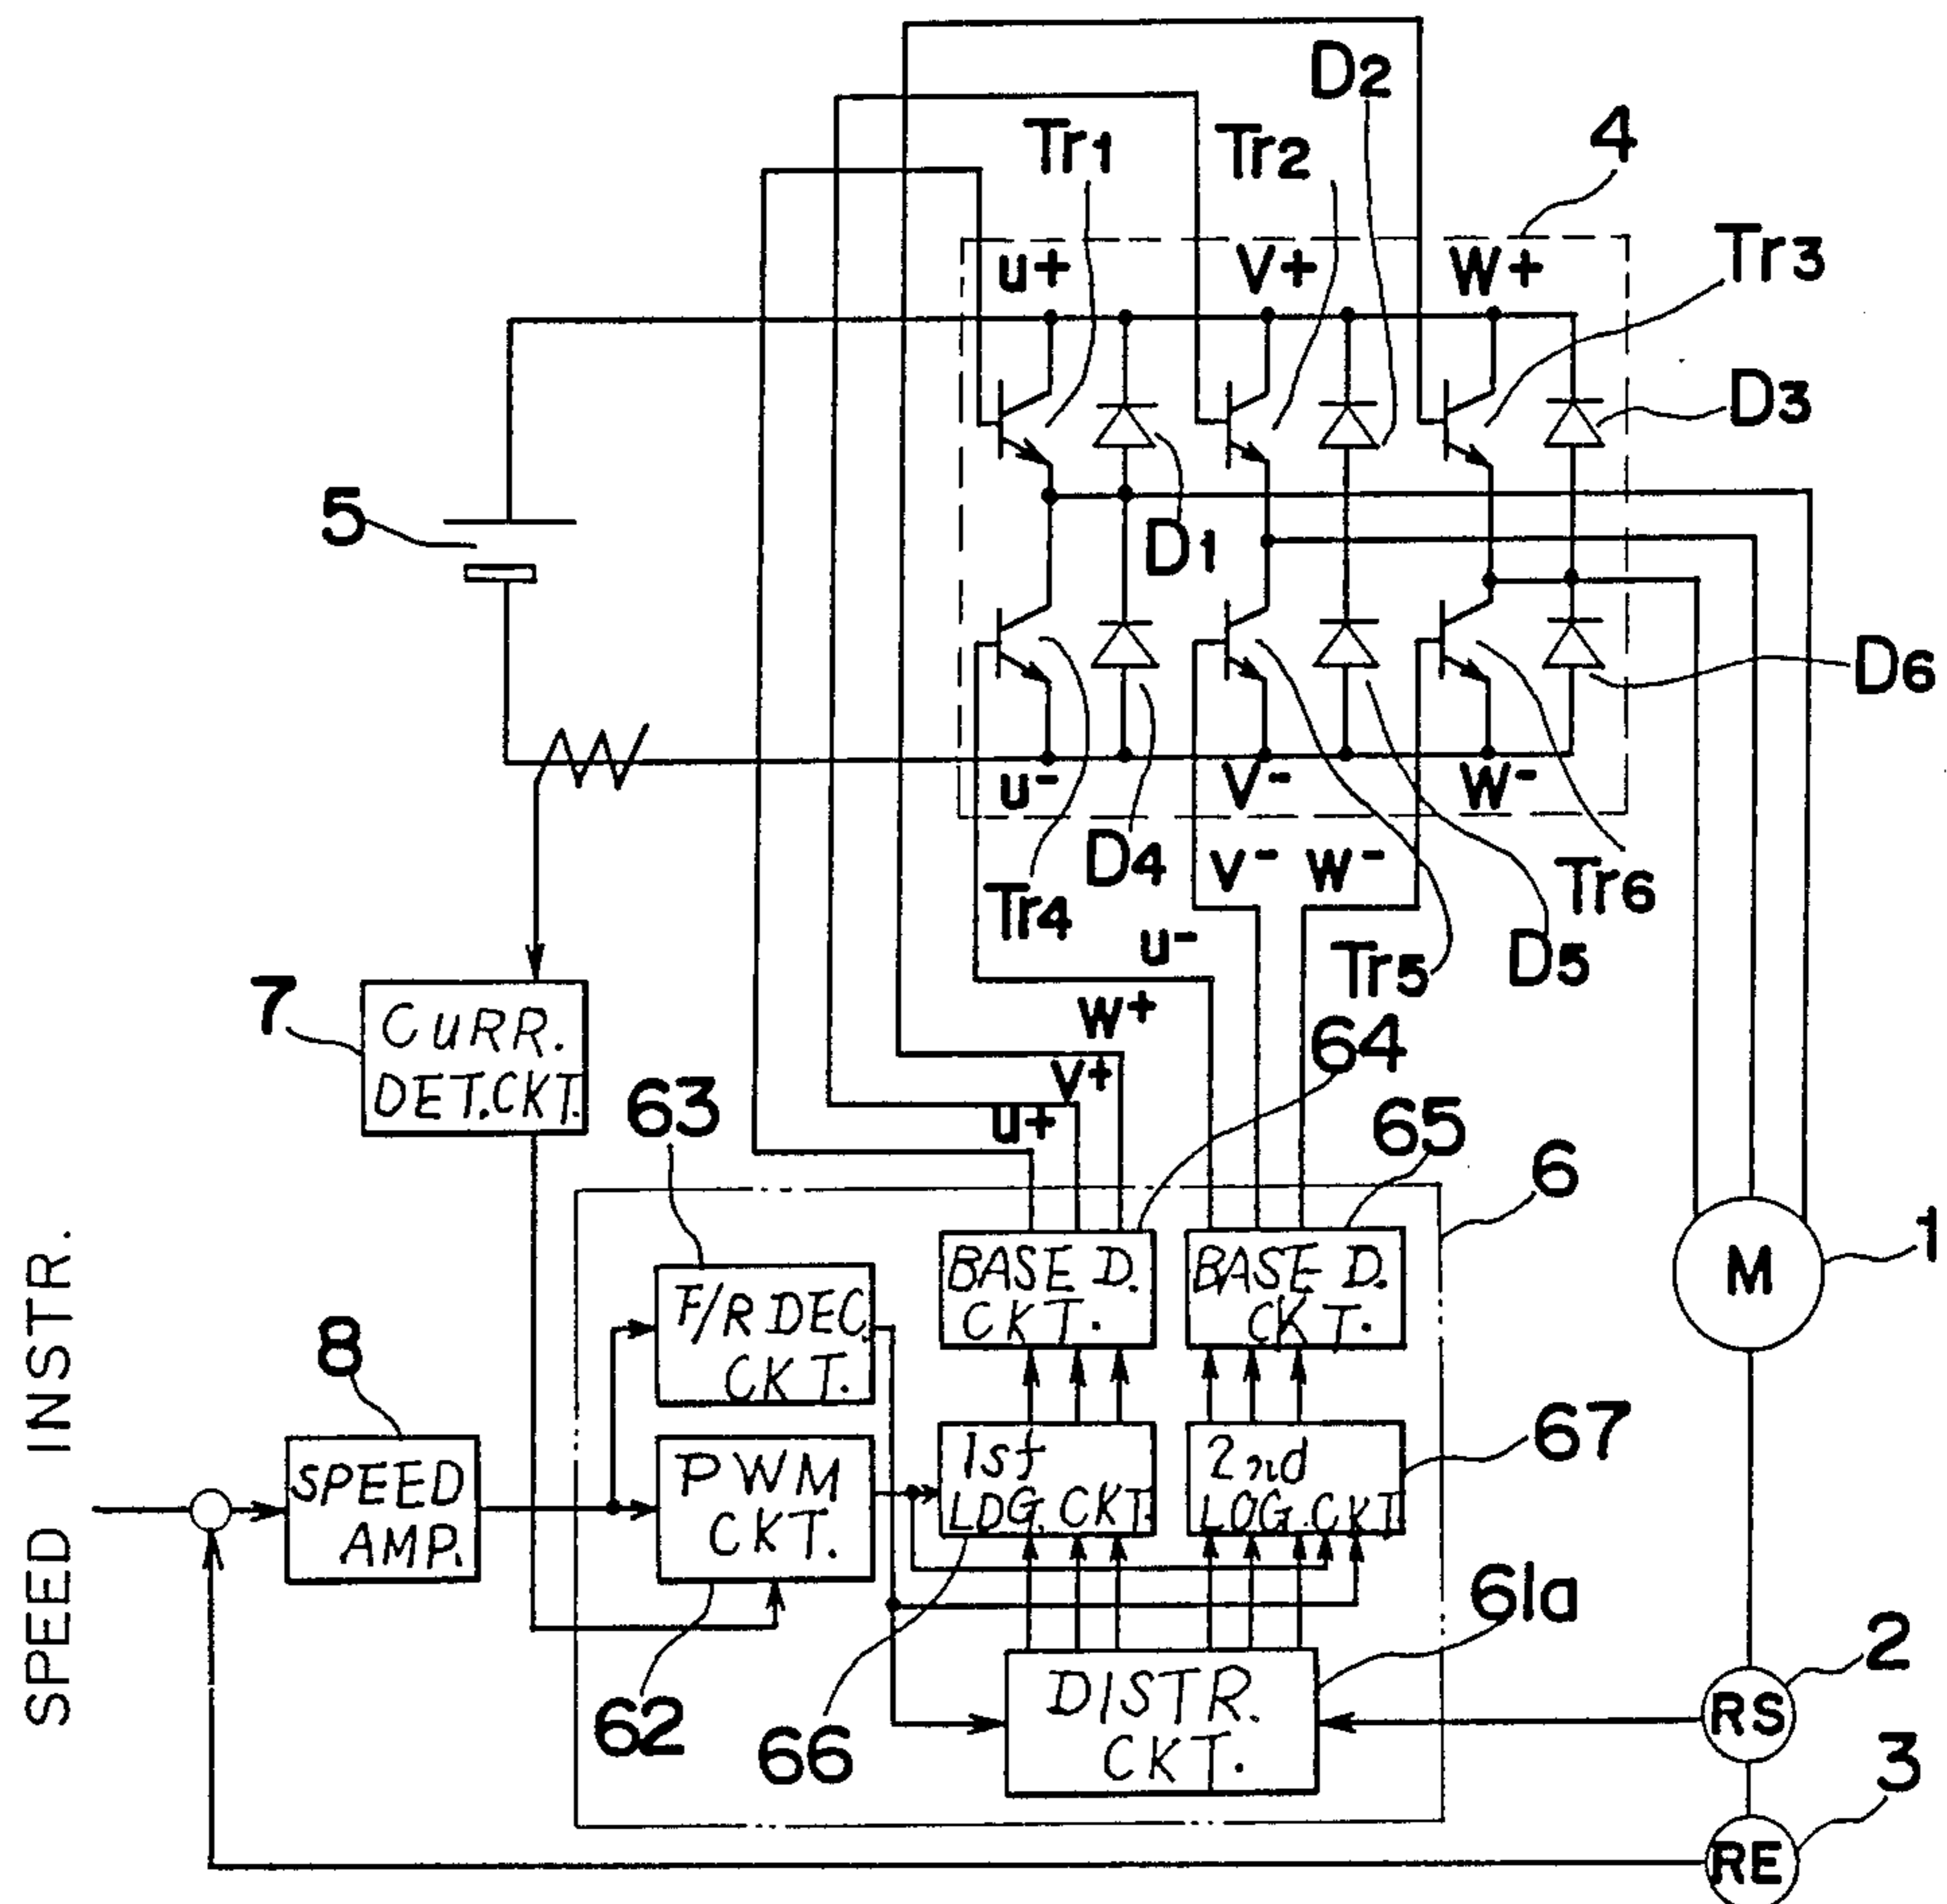 D2
Tr1
Tr2
4
u+
V+
W+
Tr3
D3
5
D1
D6
u-
V-
W-
D4
V-
W-
Tr6
Tr4
u-
Tr5
D5
7
CURR.
DET.CKT.
W+
64
V+
63
u+
65
6
1
BASE D.
CKT.
BASE D.
CKT.
M
F/R DEC.
CKT.
8
SPEED INSTR.
SPEED
AMP.
PWM
CKT.
1st
LDG. CKT.
2nd
LOG. CKT.
67
61a
62
66
DISTR.
CKT.
2
RS
3
RE